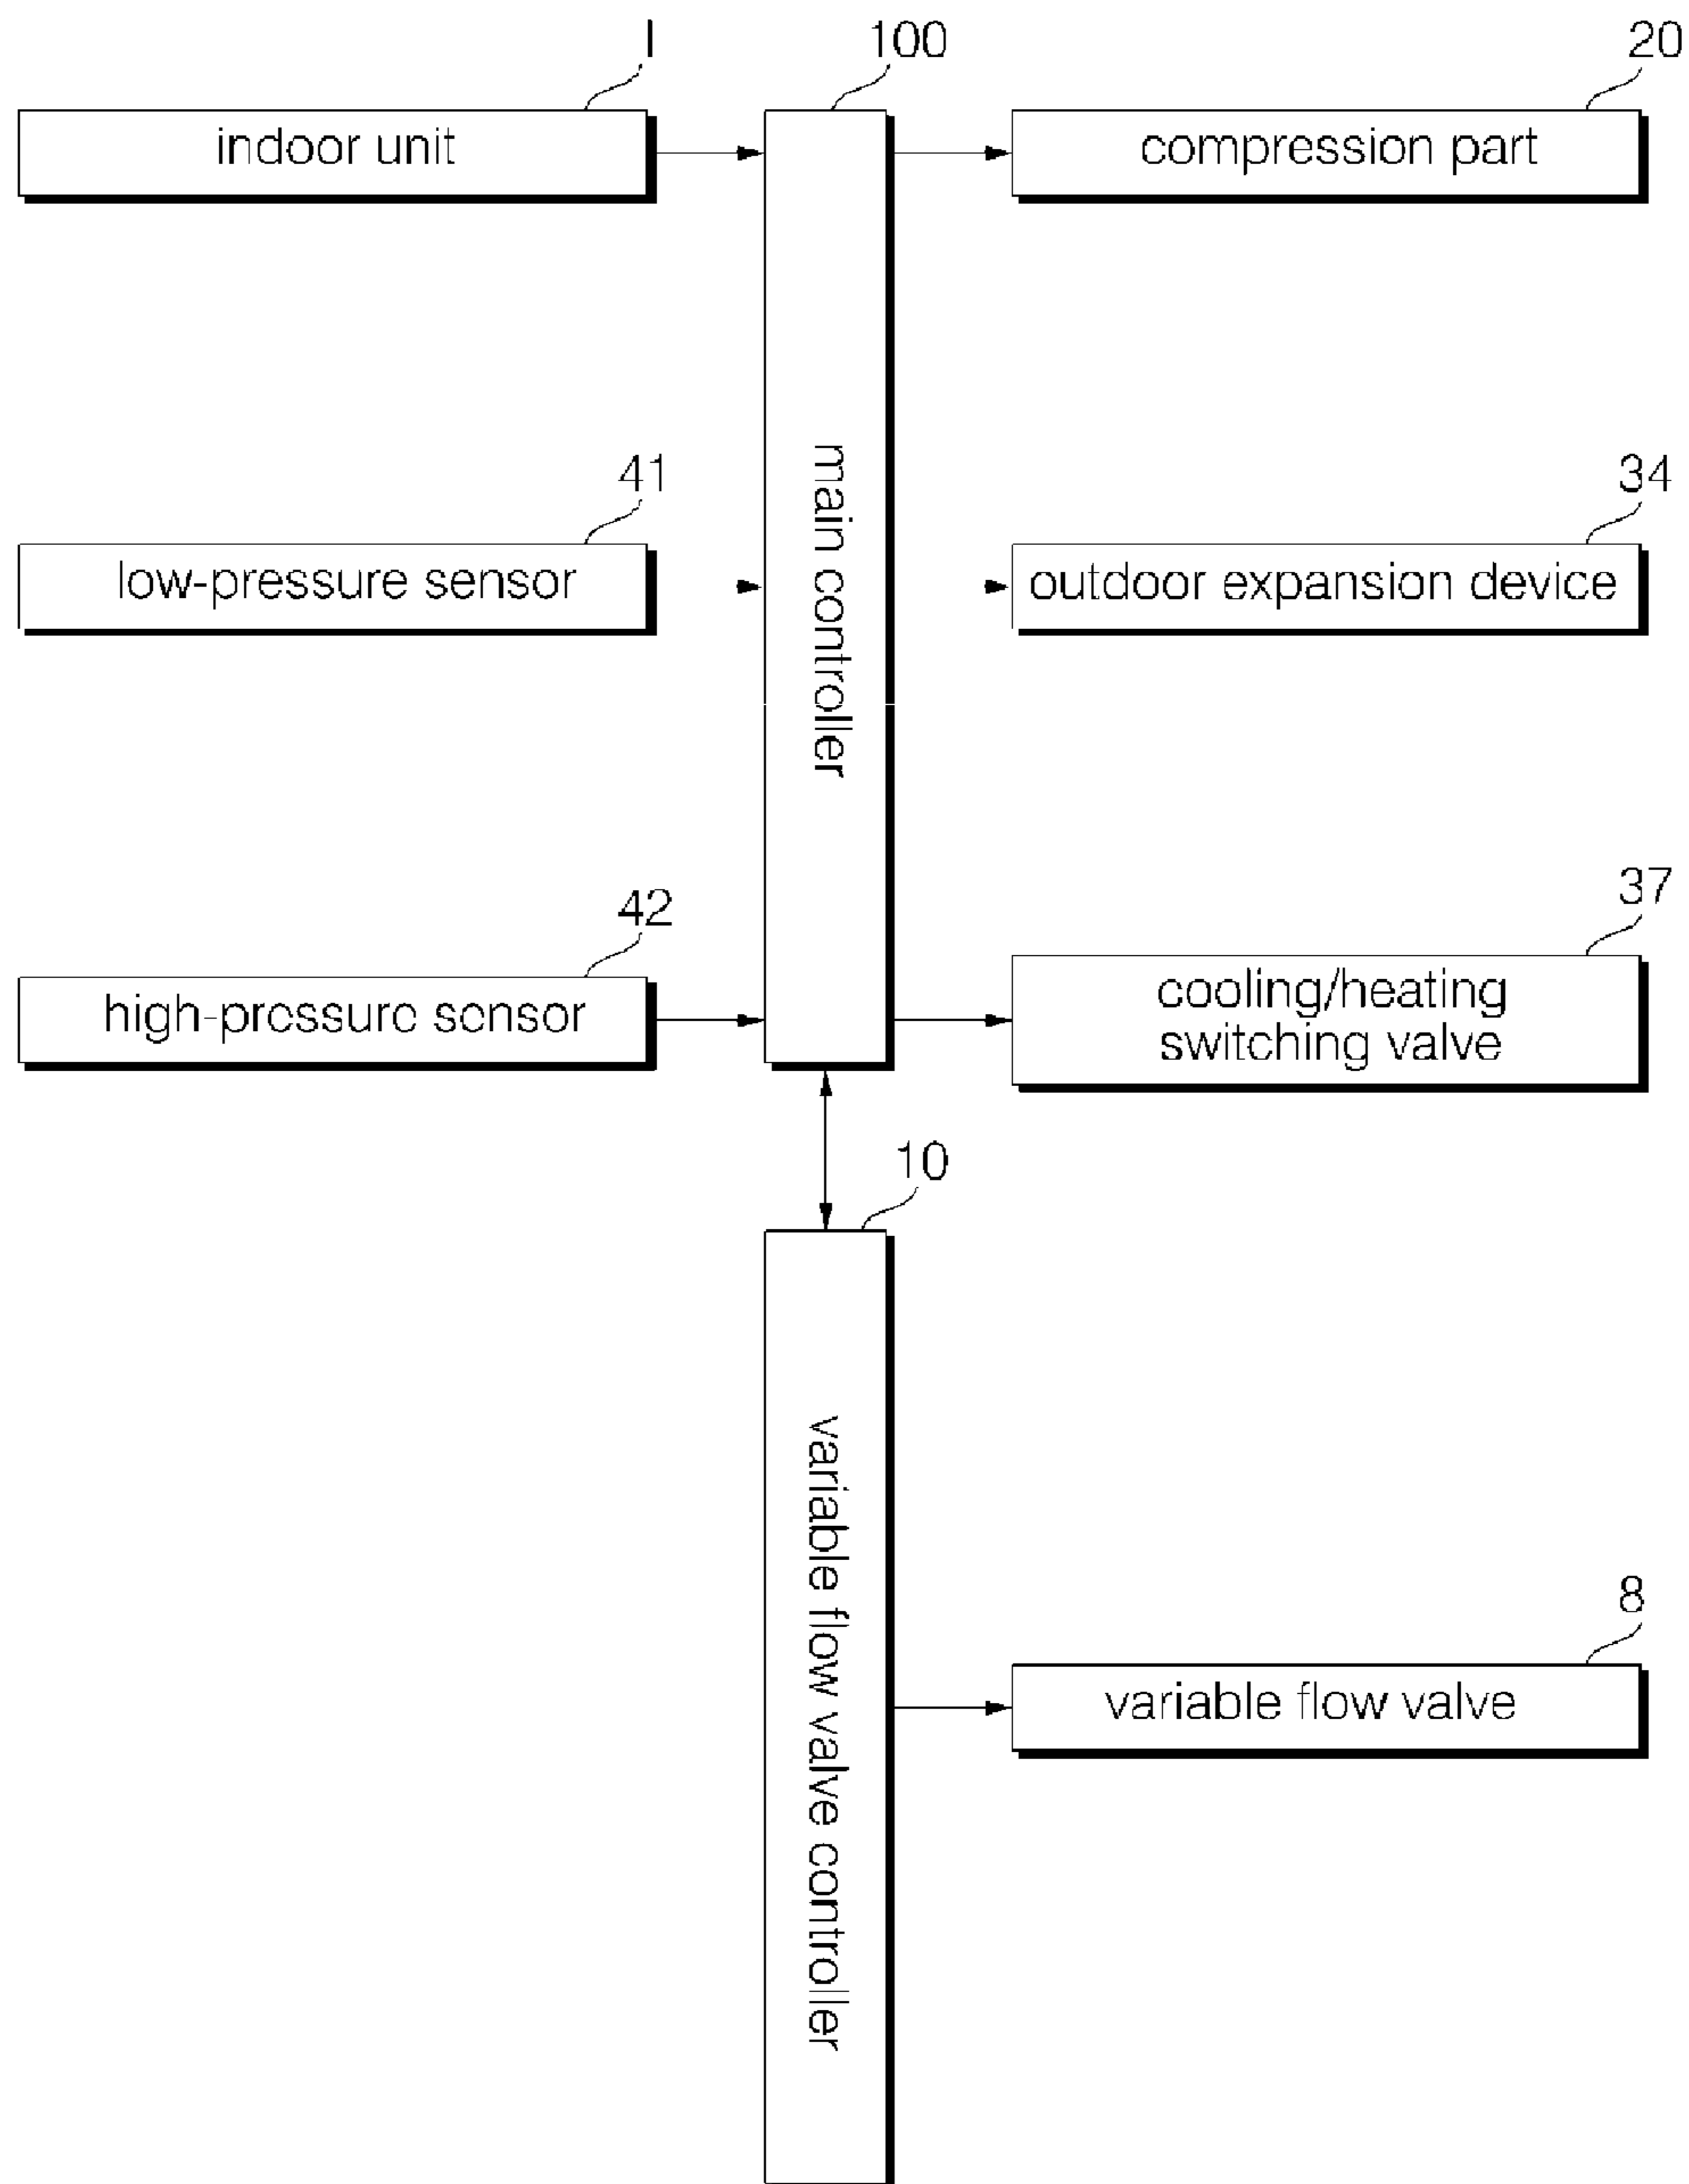 I
100
20
indoor unit
compression part
41
34
low-pressure sensor
main controller
outdoor expansion device
42
37
high-pressure sensor
cooling/heating
switching valve
10
variable flow valve controller
8
variable flow valve